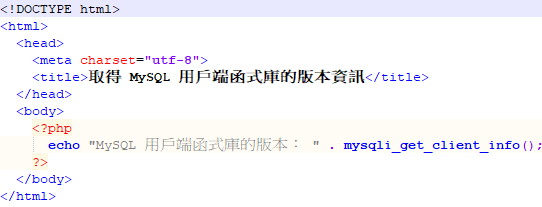 <!DOCTYPE html>
<html>
<head>
<meta charset="utf-8">
<title>取得 MySQL 用戶端函式庫的版本資訊</title>
</head>
<body>
<?php
echo "MySQL 用戶端函式庫的版本： " . mysqli_get_client_info();
?>
</body>
</html>